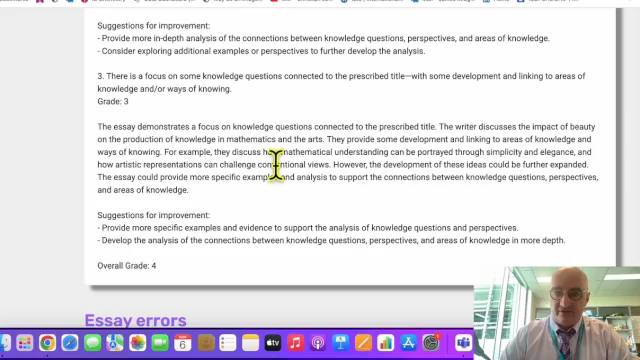 Suggestions for improvement:
- Provide more in-depth analysis of the connections between knowledge questions, perspectives, and areas of knowledge.
- Consider exploring additional examples or perspectives to further develop the analysis.
3. There is a focus on some knowledge questions connected to the prescribed title—with some development and linking to areas of
knowledge and/or ways of knowing.
Grade: 3
The essay demonstrates a focus on knowledge questions connected to the prescribed title. The writer discusses the impact of beauty
on the production of knowledge in mathematics and the arts. They provide some development and linking to areas of knowledge and
ways of knowing. For example, they discuss mathematical understanding can be portrayed through simplicity and elegance, and
how artistic representations can challenge conventional views. However, the development of these ideas could be further expanded.
The essay could provide more specific examples and analysis to support the connections between knowledge questions, perspectives,
and areas of knowledge.
Suggestions for improvement:
- Provide more specific examples and evidence to support the analysis of knowledge questions and perspectives.
- Develop the analysis of the connections between knowledge questions, perspectives, and areas of knowledge in more depth.
Overall Grade: 4
Essay errors
6